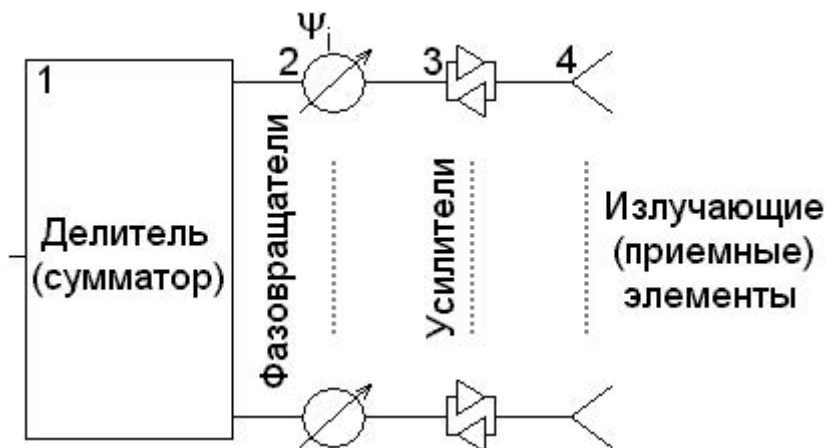 Ψi
1
2
3
4
Делитель
(сумматор)
Фазовращатели
Усилители
Излучающие
(приемные)
элементы